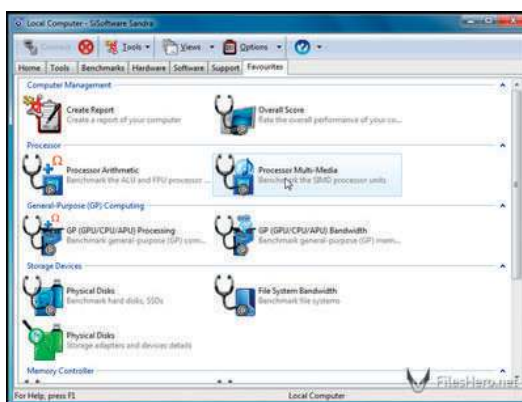 Local Computer - SiSoftware Sandra
Connect Tools Views Options
Home Tools Benchmarks Hardware Software Support Favourites
Computer Management
Create Report
Create a report of your computer
Overall Score
Rate the overall performance of your co...
Processor
Processor Arithmetic
Benchmark the ALU and FPU processor ...
Processor Multi-Media
Benchmark the SIMD processor units
General-Purpose (GP) Computing
GP (GPU/CPU/APU) Processing
Benchmark general-purpose (GP) com...
GP (GPU/CPU/APU) Bandwidth
Benchmark general-purpose (GP) mem...
Storage Devices
Physical Disks
Benchmark hard disks, SSDs
File System Bandwidth
Benchmark file systems
Physical Disks
Storage adapters and devices details
Memory Controller
FilesHero.net
For Help, press F1
Local Computer